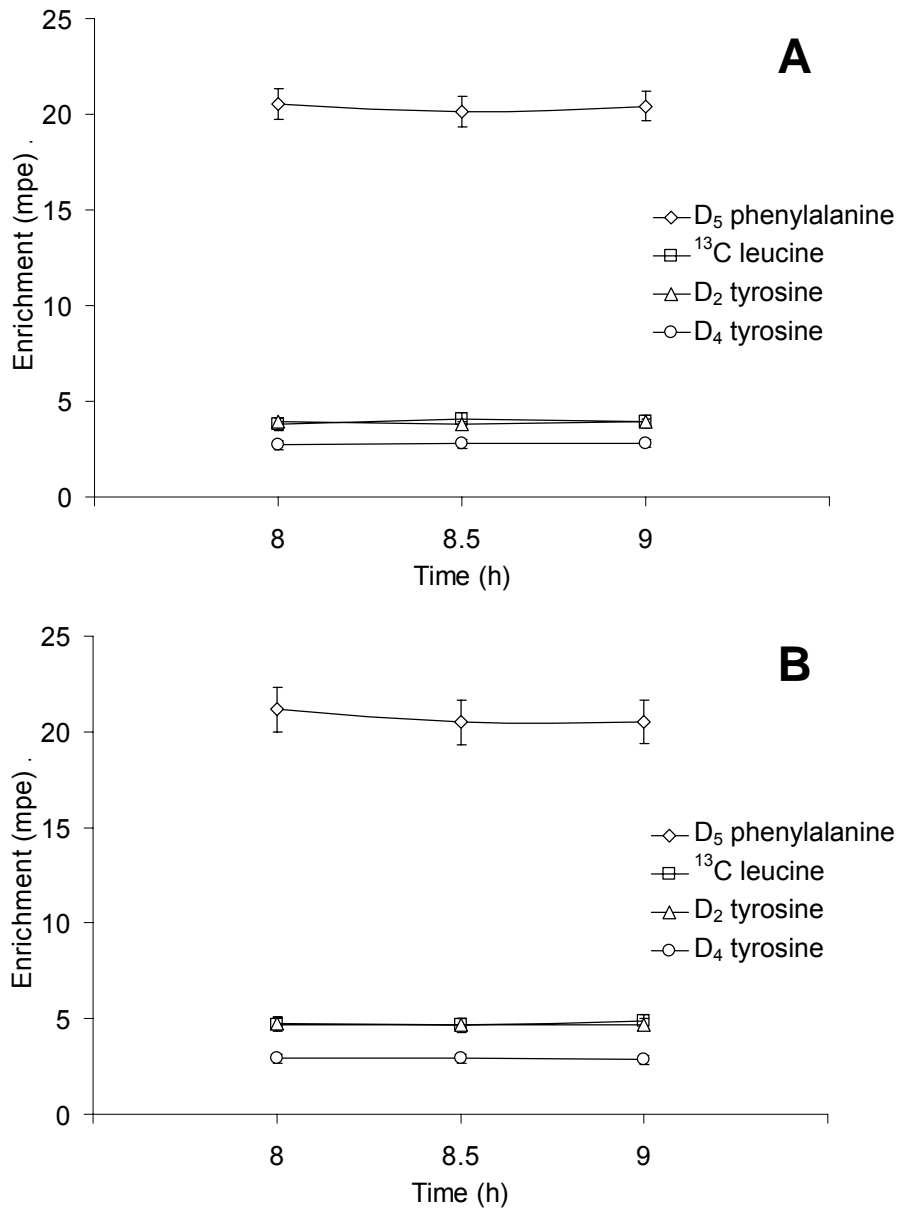 A
25
20
15
10
5
0
Enrichment (mpe) .
D₅ phenylalanine
¹³C leucine
D₂ tyrosine
D₄ tyrosine
8 8.5 9
Time (h)
B
25
20
15
10
5
0
Enrichment (mpe) .
D₅ phenylalanine
¹³C leucine
D₂ tyrosine
D₄ tyrosine
8 8.5 9
Time (h)